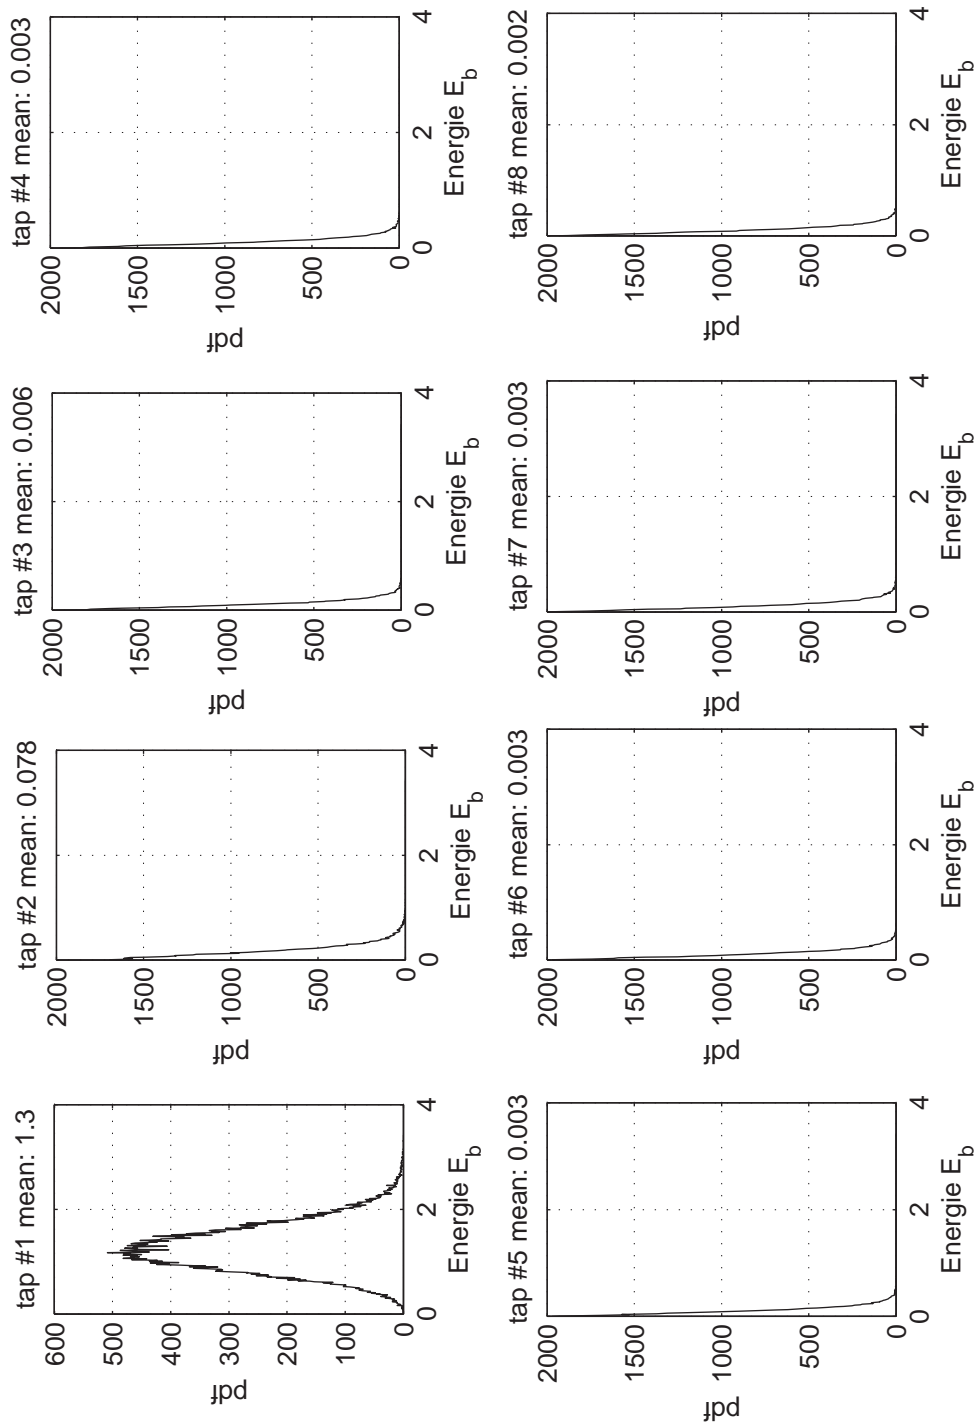 tap #1 mean: 1.3
600
500
400
300
200
100
0
pdf
0
2
4
Energie E_b
tap #2 mean: 0.078
2000
1500
1000
500
0
pdf
0
2
4
Energie E_b
tap #3 mean: 0.006
2000
1500
1000
500
0
pdf
0
2
4
Energie E_b
tap #4 mean: 0.003
2000
1500
1000
500
0
pdf
0
2
4
Energie E_b
tap #5 mean: 0.003
2000
1500
1000
500
0
pdf
0
2
4
Energie E_b
tap #6 mean: 0.003
2000
1500
1000
500
0
pdf
0
2
4
Energie E_b
tap #7 mean: 0.003
2000
1500
1000
500
0
pdf
0
2
4
Energie E_b
tap #8 mean: 0.002
2000
1500
1000
500
0
pdf
0
2
4
Energie E_b